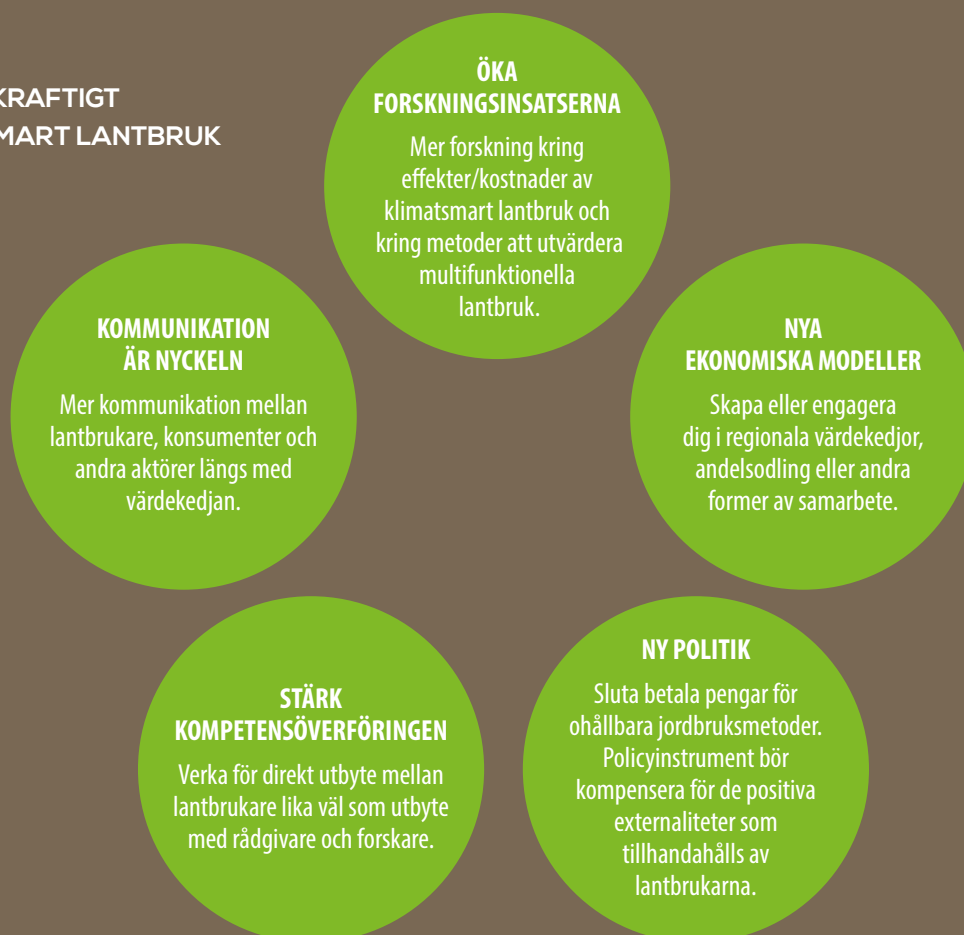 KRAFTIGT
MART LANTBRUK
ÖKA
FORSKNINGSINSATSERNA
Mer forskning kring
effekter/kostnader av
klimatsmart lantbruk och
kring metoder att utvärdera
multifunktionella
lantbruk.
KOMMUNIKATION
ÄR NYCKELN
Mer kommunikation mellan
lantbrukare, konsumenter och
andra aktörer längs med
värdekedjan.
NYA
EKONOMISKA MODELLER
Skapa eller engagera
dig i regionala värdekedjor,
andelsodling eller andra
former av samarbete.
STÄRK
KOMPETENSÖVERFÖRINGEN
Verka för direkt utbyte mellan
lantbrukare lika väl som utbyte
med rådgivare och forskare.
NY POLITIK
Sluta betala pengar för
ohållbara jordbruksmetoder.
Policyinstrument bör
kompensera för de positiva
externaliteter som
tillhandahålls av
lantbrukarna.